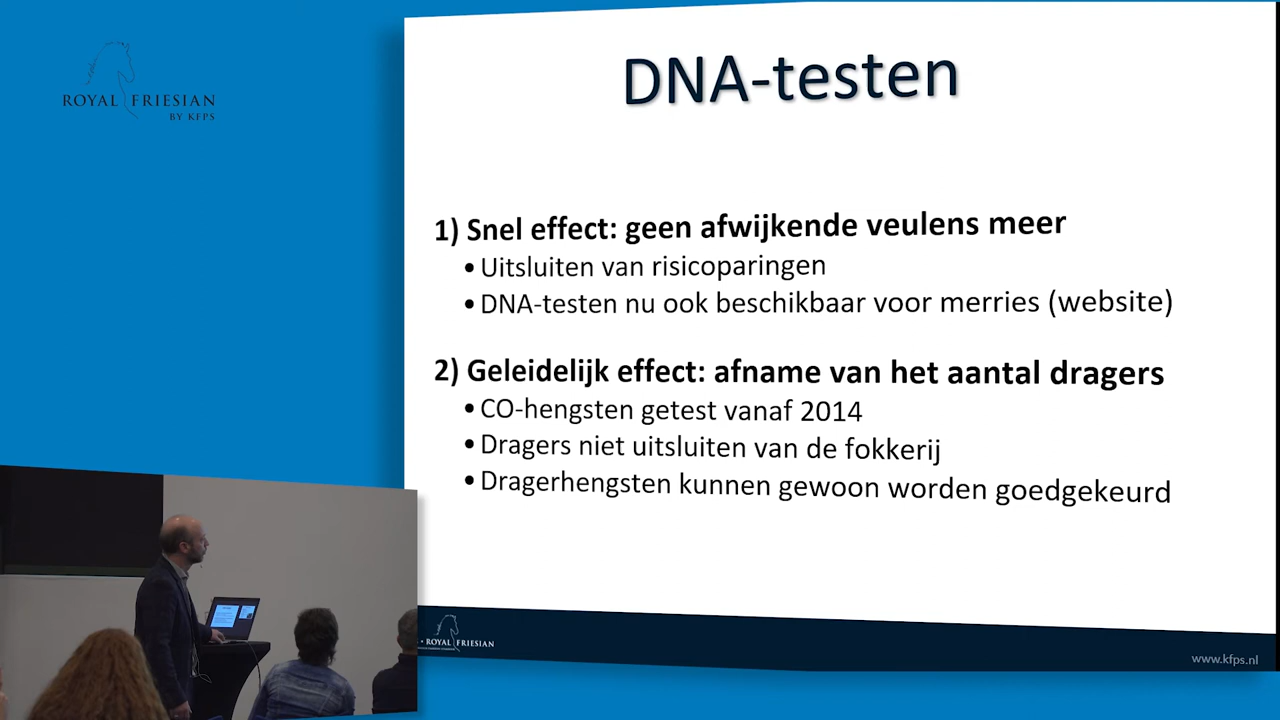 ROYAL FRIESIAN
BY KFPS
DNA-testen
1) Snel effect: geen afwijkende veulens meer
• Uitsluiten van risicoparingen
• DNA-testen nu ook beschikbaar voor merries (website)
2) Geleidelijk effect: afname van het aantal dragers
• CO-hengsten getest vanaf 2014
• Dragers niet uitsluiten van de fokkerij
• Dragerhengsten kunnen gewoon worden goedgekeurd
• ROYAL FRIESIAN
www.kfps.nl